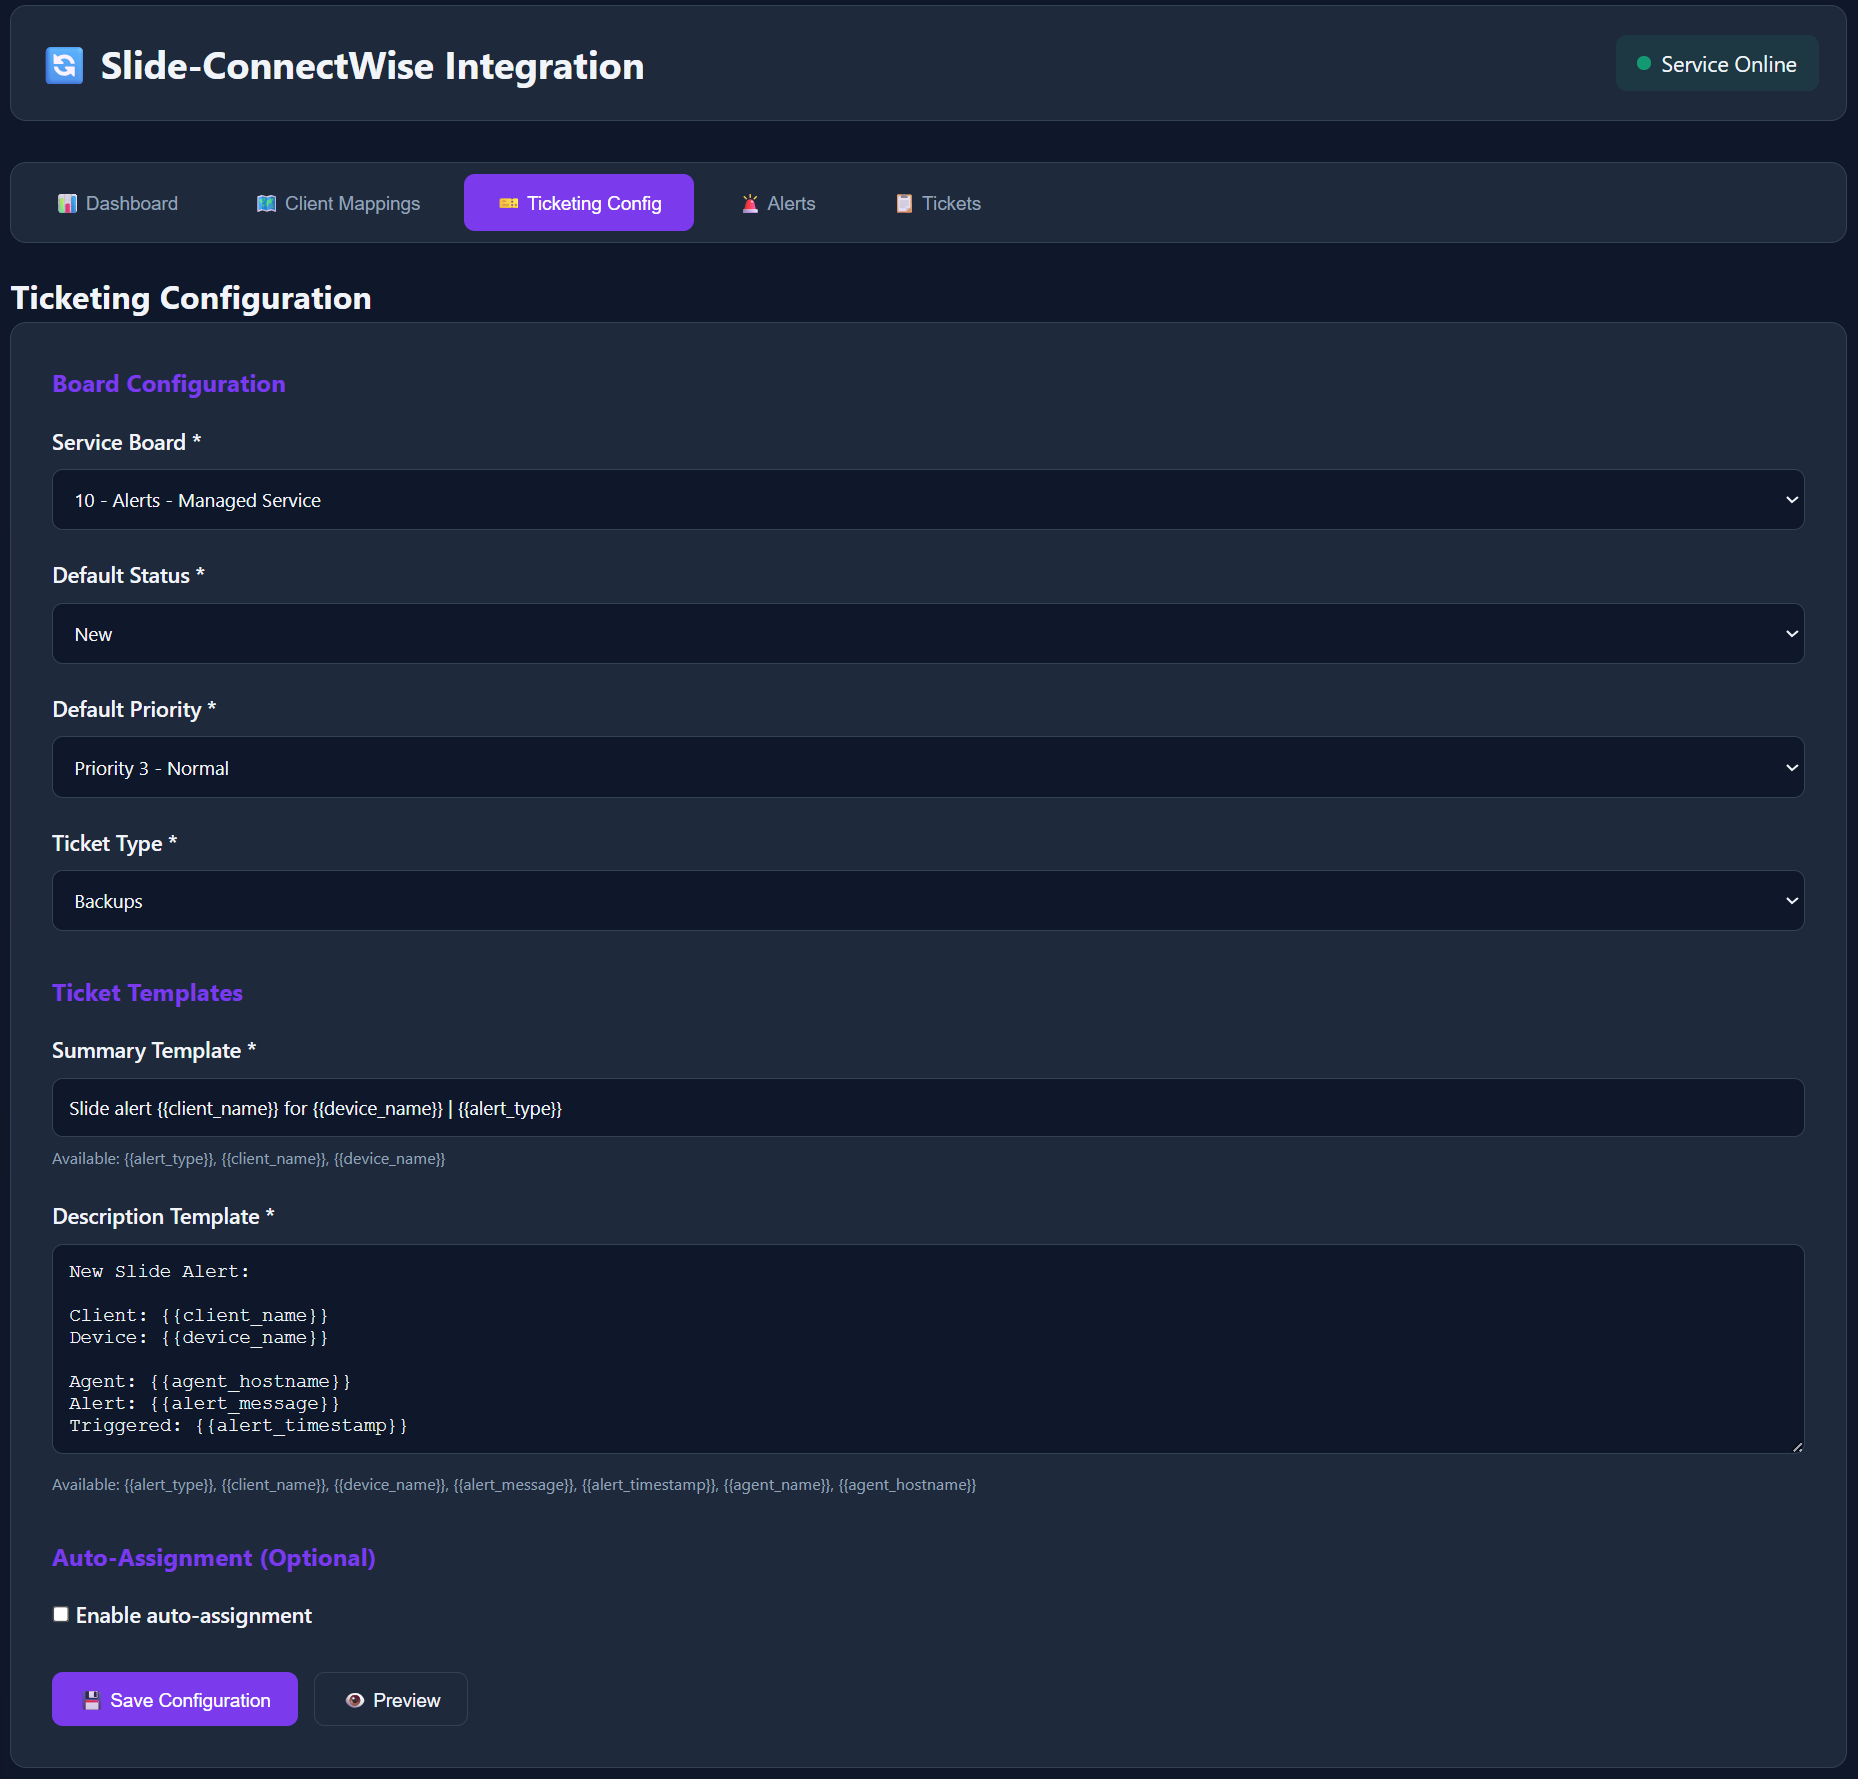 Slide-ConnectWise Integration
Service Online
Dashboard
Client Mappings
Ticketing Config
Alerts
Tickets
Ticketing Configuration
Board Configuration
Service Board *
10 - Alerts - Managed Service
Default Status *
New
Default Priority *
Priority 3 - Normal
Ticket Type *
Backups
Ticket Templates
Summary Template *
Slide alert {{client_name}} for {{device_name}} | {{alert_type}}
Available: {{alert_type}}, {{client_name}}, {{device_name}}
Description Template *
New Slide Alert:
Client: {{client_name}}
Device: {{device_name}}
Agent: {{agent_hostname}}
Alert: {{alert_message}}
Triggered: {{alert_timestamp}}
Available: {{alert_type}}, {{client_name}}, {{device_name}}, {{alert_message}}, {{alert_timestamp}}, {{agent_name}}, {{agent_hostname}}
Auto-Assignment (Optional)
Enable auto-assignment
Save Configuration
Preview